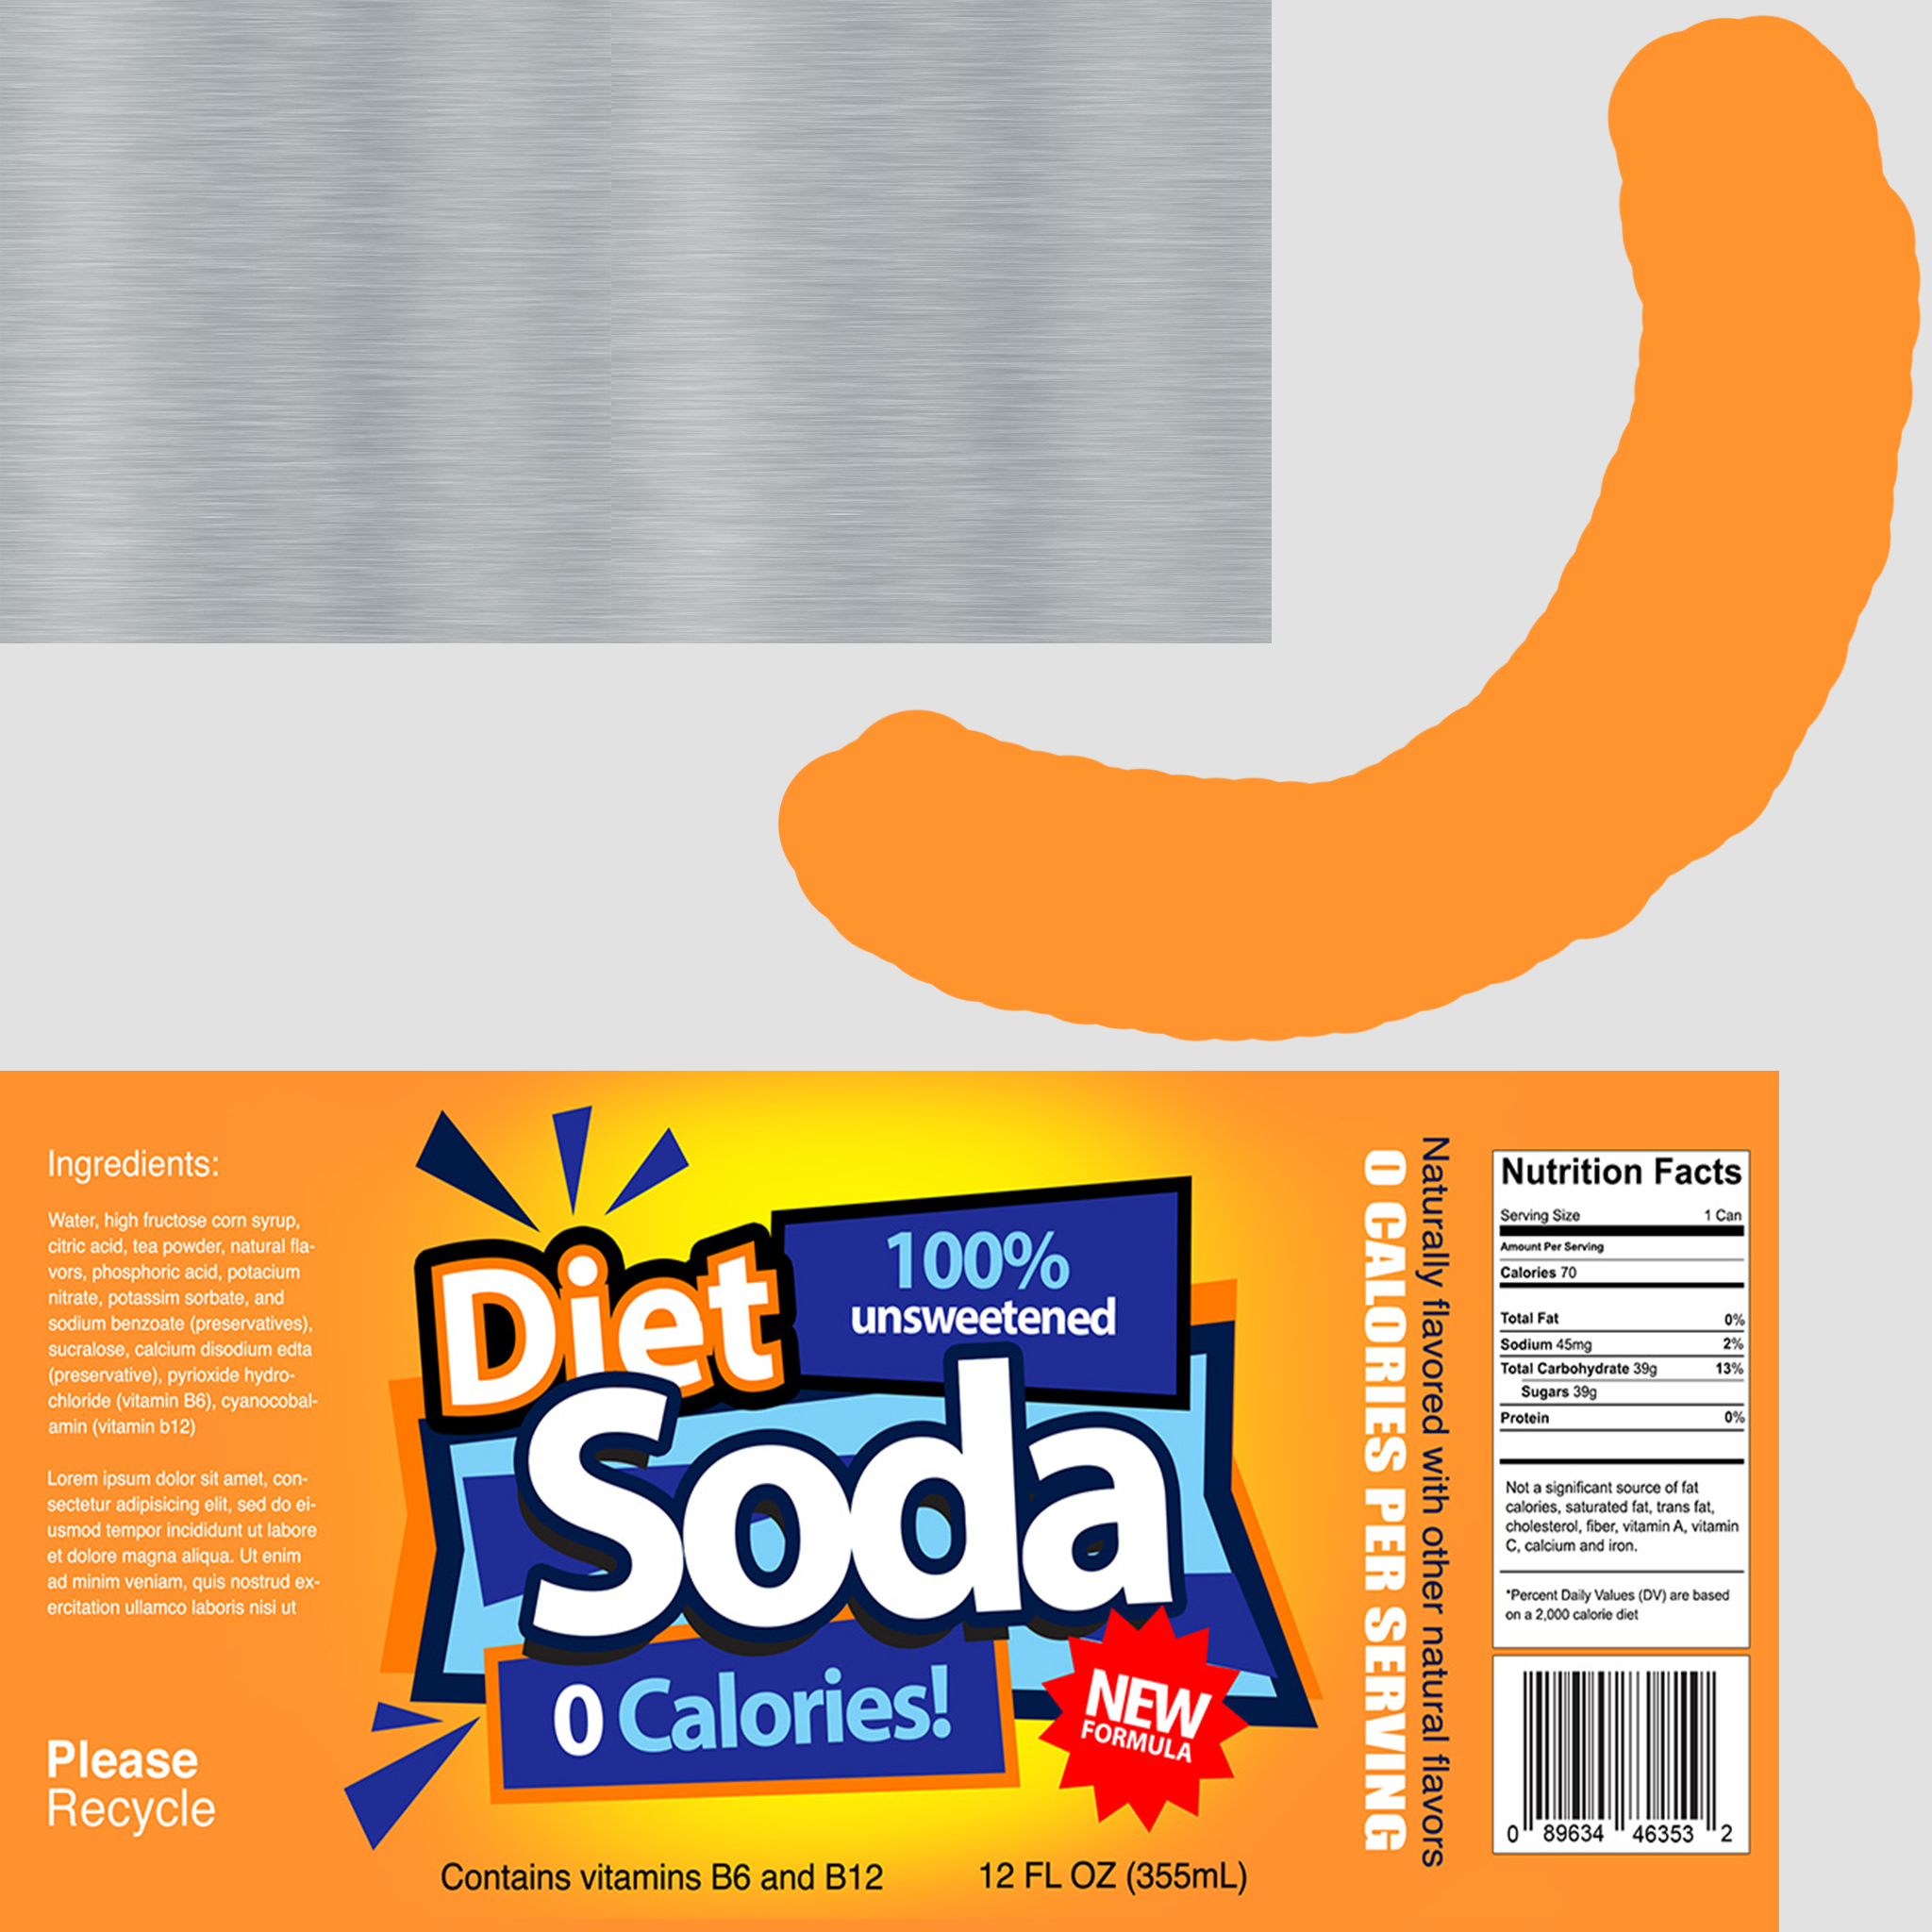 Ingredients:
Water, high fructose corn syrup,
citric acid, tea powder, natural fla-
vors, phosphoric acid, potacium
nitrate, potassim sorbate, and
sodium benzoate (preservatives),
sucralose, calcium disodium edta
(preservative), pyrioxide hydro-
chloride (vitamin B6), cyanocobal-
amin (vitamin b12)
Lorem ipsum dolor sit amet, con-
sectetur adipisicing elit, sed do ei-
usmod tempor incididunt ut labore
et dolore magna aliqua. Ut enim
ad minim veniam, quis nostrud ex-
ercitation ullamco laboris nisi ut
Please
Recycle
Diet
100%
unsweetened
Soda
0 Calories!
NEW
FORMULA
Contains vitamins B6 and B12
12 FL OZ (355mL)
Naturally flavored with other natural flavors
0 CALORIES PER SERVING
Nutrition Facts
Serving Size 1 Can
Amount Per Serving
Calories 70
Total Fat 0%
Sodium 45mg 2%
Total Carbohydrate 39g 13%
Sugars 39g
Protein 0%
Not a significant source of fat
calories, saturated fat, trans fat,
cholesterol, fiber, vitamin A, vitamin
C, calcium and iron.
*Percent Daily Values (DV) are based
on a 2,000 calorie diet
0 89634 46353 2